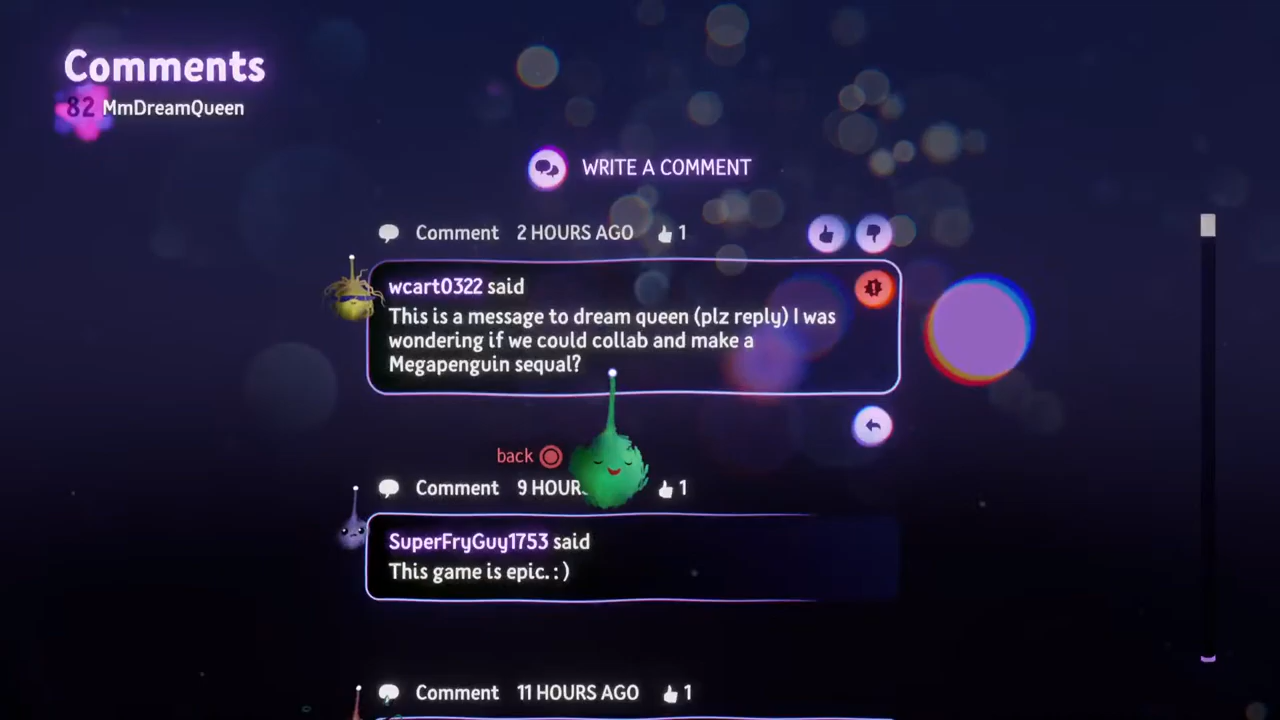 Comments
82 MmDreamQueen
WRITE A COMMENT
Comment 2 HOURS AGO 1
wcart0322 said
This is a message to dream queen (plz reply) I was
wondering if we could collab and make a
Megapenguin sequal?
back
Comment 9 1
SuperFryGuy1753 said
This game is epic. : )
Comment 11 HOURS AGO 1